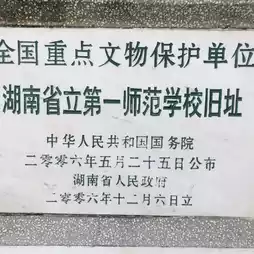 全国重点文物保护单位
湖南省立第一师范学校旧址
中华人民共和国国务院
二零零六年五月二十五日公布
湖南省人民政府
二零零六年十二月六日立